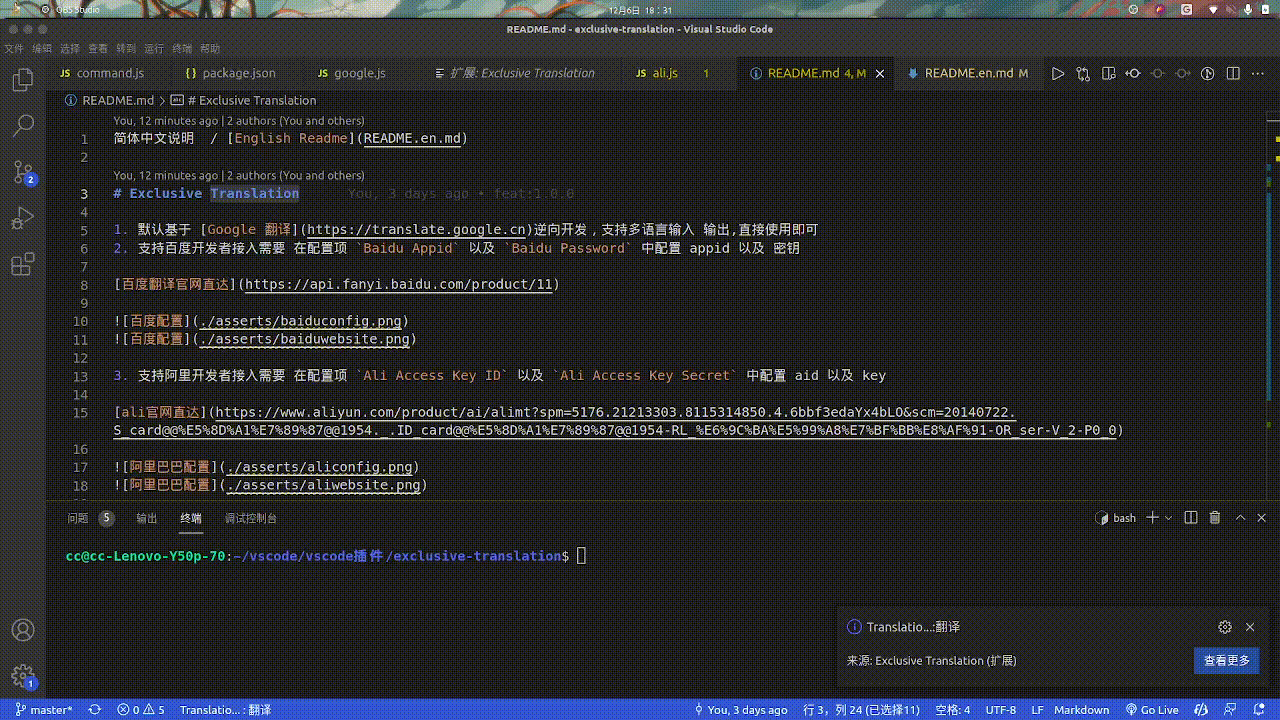 OBS Studio
12月6日 18：31
README.md - exclusive-translation - Visual Studio Code
文件 编辑 选择 查看 转到 运行 终端 帮助
JS command.js
{ } package.json
JS google.js
扩展: Exclusive Translation
JS ali.js 1
README.md 4, M
README.en.md M
README.md > # Exclusive Translation
You, 12 minutes ago | 2 authors (You and others)
1 简体中文说明 / [English Readme](README.en.md)
2
You, 12 minutes ago | 2 authors (You and others)
3 # Exclusive Translation You, 3 days ago • feat:1.0.0
4
5 1. 默认基于 [Google 翻译](https://translate.google.cn)逆向开发，支持多语言输入 输出,直接使用即可
6 2. 支持百度开发者接入需要 在配置项 `Baidu Appid` 以及 `Baidu Password` 中配置 appid 以及 密钥
7
8 [百度翻译官网直达](https://api.fanyi.baidu.com/product/11)
9
10 ![百度配置](./asserts/baiduconfig.png)
11 ![百度配置](./asserts/baiduwebsite.png)
12
13 3. 支持阿里开发者接入需要 在配置项 `Ali Access Key ID` 以及 `Ali Access Key Secret` 中配置 aid 以及 key
14
15 [ali官网直达](https://www.aliyun.com/product/ai/alimt?spm=5176.21213303.8115314850.4.6bbf3edaYx4bLO&scm=20140722.
S_card@@%E5%8D%A1%E7%89%87@@1954._.ID_card@@%E5%8D%A1%E7%89%87@@1954-RL_%E6%9C%BA%E5%99%A8%E7%BF%BB%E8%AF%91-OR_ser-V_2-P0_0)
16
17 ![阿里巴巴配置](./asserts/aliconfig.png)
18 ![阿里巴巴配置](./asserts/aliwebsite.png)
问题 5 输出 终端 调试控制台
bash
cc@cc-Lenovo-Y50p-70:~/vscode/vscode插件/exclusive-translation$
2
Translatio...:翻译
来源: Exclusive Translation (扩展)
查看更多
1
master* 0 5 Translatio... : 翻译
You, 3 days ago 行 3，列 24 (已选择11) 空格: 4 UTF-8 LF Markdown Go Live